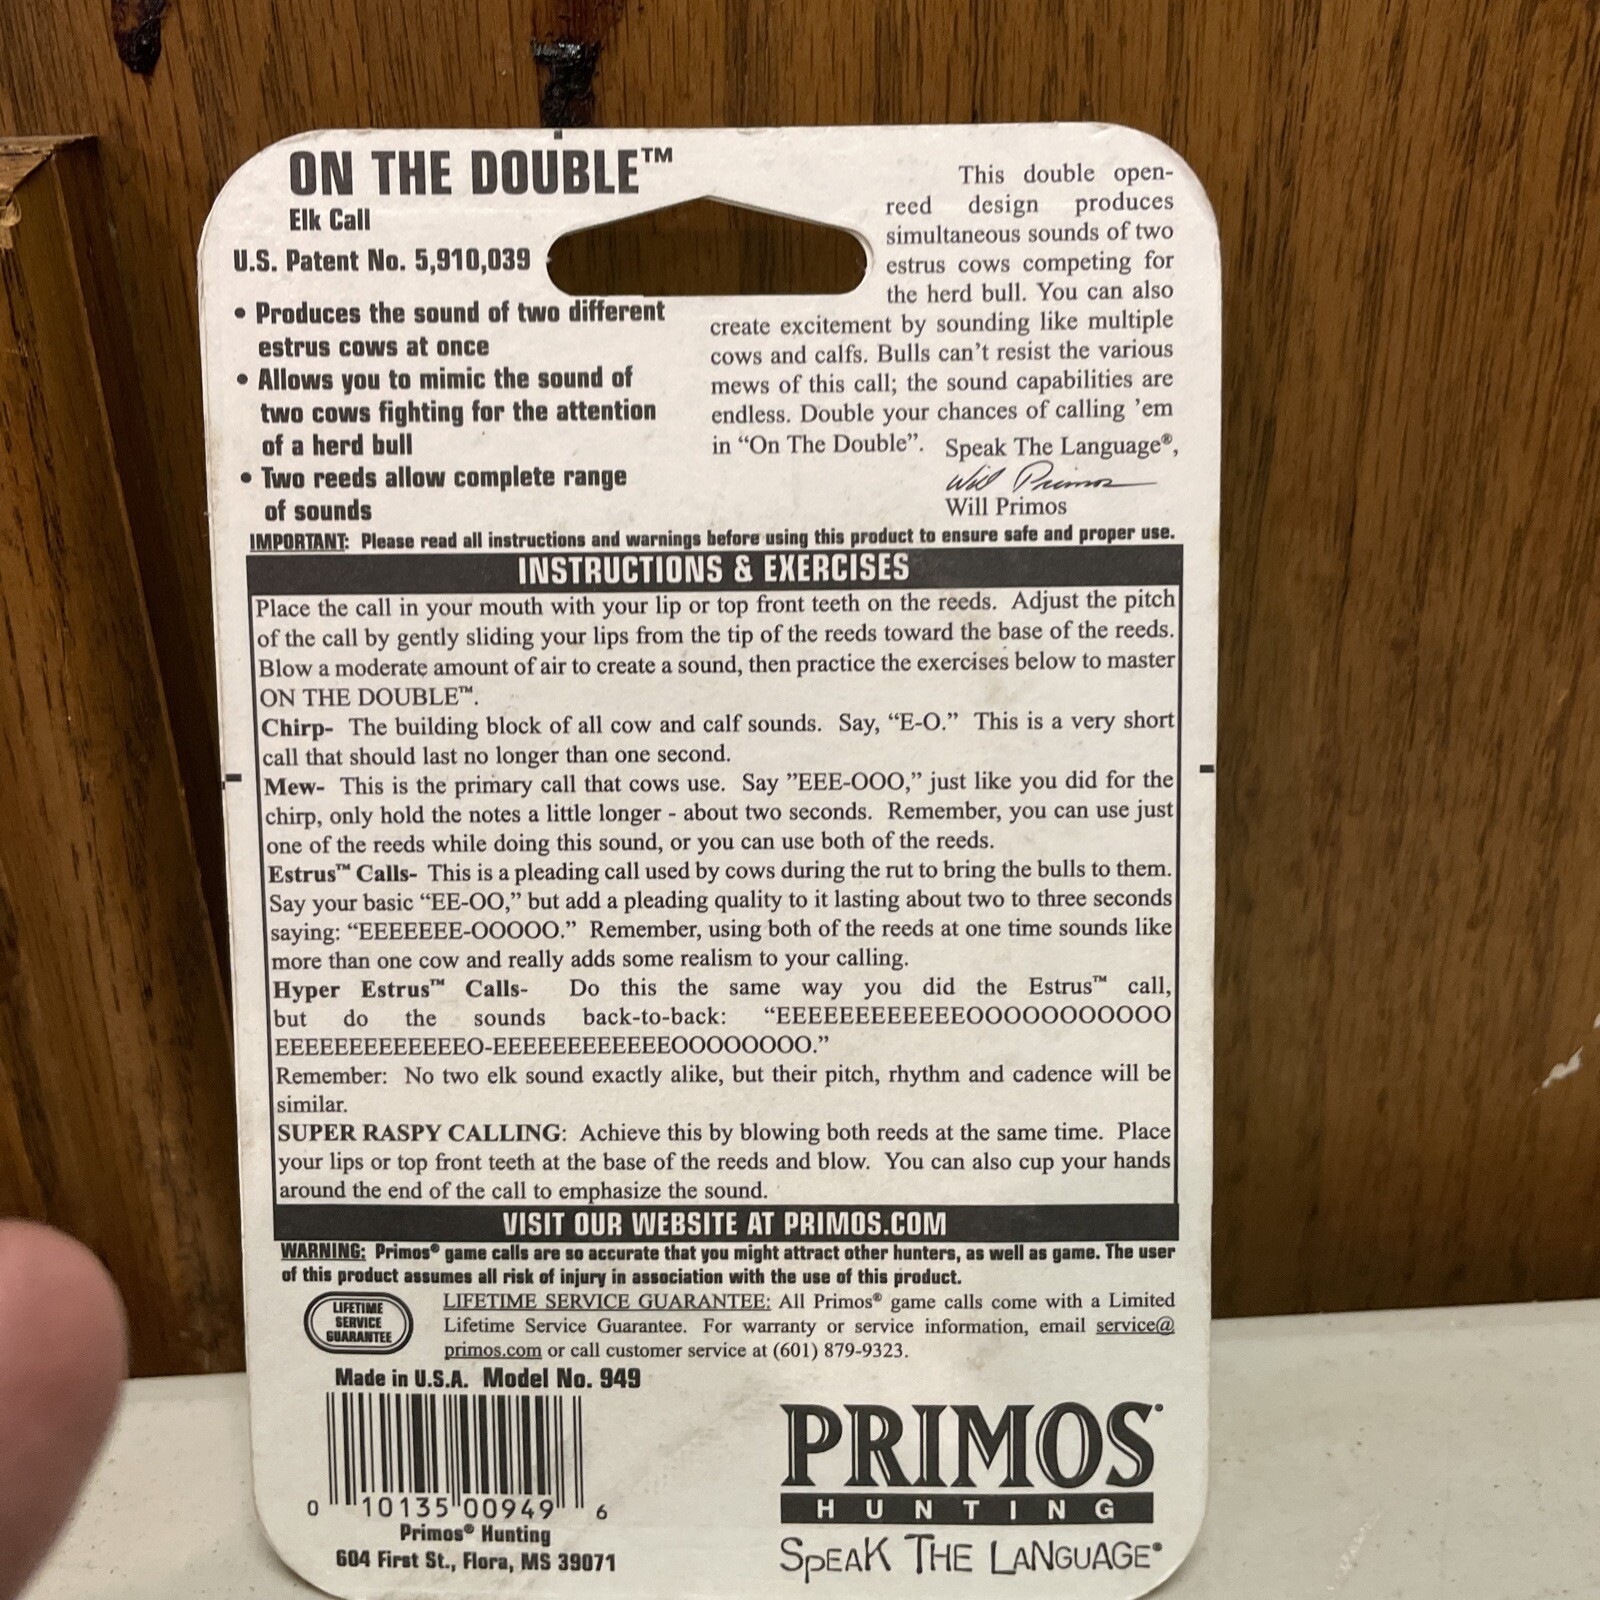 ON THE DOUBLE™
Elk Call
U.S. Patent No. 5,910,039
• Produces the sound of two different
estrus cows at once
• Allows you to mimic the sound of
two cows fighting for the attention
of a herd bull
• Two reeds allow complete range
of sounds
This double open-
reed design produces
simultaneous sounds of two
estrus cows competing for
the herd bull. You can also
create excitement by sounding like multiple
cows and calfs. Bulls can't resist the various
mews of this call; the sound capabilities are
endless. Double your chances of calling 'em
in “On The Double”. Speak The Language®,
Will Primos
Will Primos
IMPORTANT: Please read all instructions and warnings before using this product to ensure safe and proper use.
INSTRUCTIONS & EXERCISES
Place the call in your mouth with your lip or top front teeth on the reeds. Adjust the pitch
of the call by gently sliding your lips from the tip of the reeds toward the base of the reeds.
Blow a moderate amount of air to create a sound, then practice the exercises below to master
ON THE DOUBLE™.
Chirp- The building block of all cow and calf sounds. Say, “E-O.” This is a very short
call that should last no longer than one second.
Mew- This is the primary call that cows use. Say ”EEE-OOO,” just like you did for the
chirp, only hold the notes a little longer - about two seconds. Remember, you can use just
one of the reeds while doing this sound, or you can use both of the reeds.
Estrus™ Calls- This is a pleading call used by cows during the rut to bring the bulls to them.
Say your basic “EE-OO,” but add a pleading quality to it lasting about two to three seconds
saying: “EEEEEEE-OOOOO.” Remember, using both of the reeds at one time sounds like
more than one cow and really adds some realism to your calling.
Hyper Estrus™ Calls- Do this the same way you did the Estrus™ call,
but do the sounds back-to-back: “EEEEEEEEEEEEOOOOOOOOOOO
EEEEEEEEEEEEEO-EEEEEEEEEEEEOOOOOOOO.”
Remember: No two elk sound exactly alike, but their pitch, rhythm and cadence will be
similar.
SUPER RASPY CALLING: Achieve this by blowing both reeds at the same time. Place
your lips or top front teeth at the base of the reeds and blow. You can also cup your hands
around the end of the call to emphasize the sound.
VISIT OUR WEBSITE AT PRIMOS.COM
WARNING: Primos® game calls are so accurate that you might attract other hunters, as well as game. The user
of this product assumes all risk of injury in association with the use of this product.
LIFETIME
SERVICE
GUARANTEE
LIFETIME SERVICE GUARANTEE: All Primos® game calls come with a Limited
Lifetime Service Guarantee. For warranty or service information, email service@
primos.com or call customer service at (601) 879-9323.
Made in U.S.A. Model No. 949
0 10135 00949 6
Primos® Hunting
604 First St., Flora, MS 39071
PRIMOS®
HUNTING
SPEAK THE LANGUAGE®